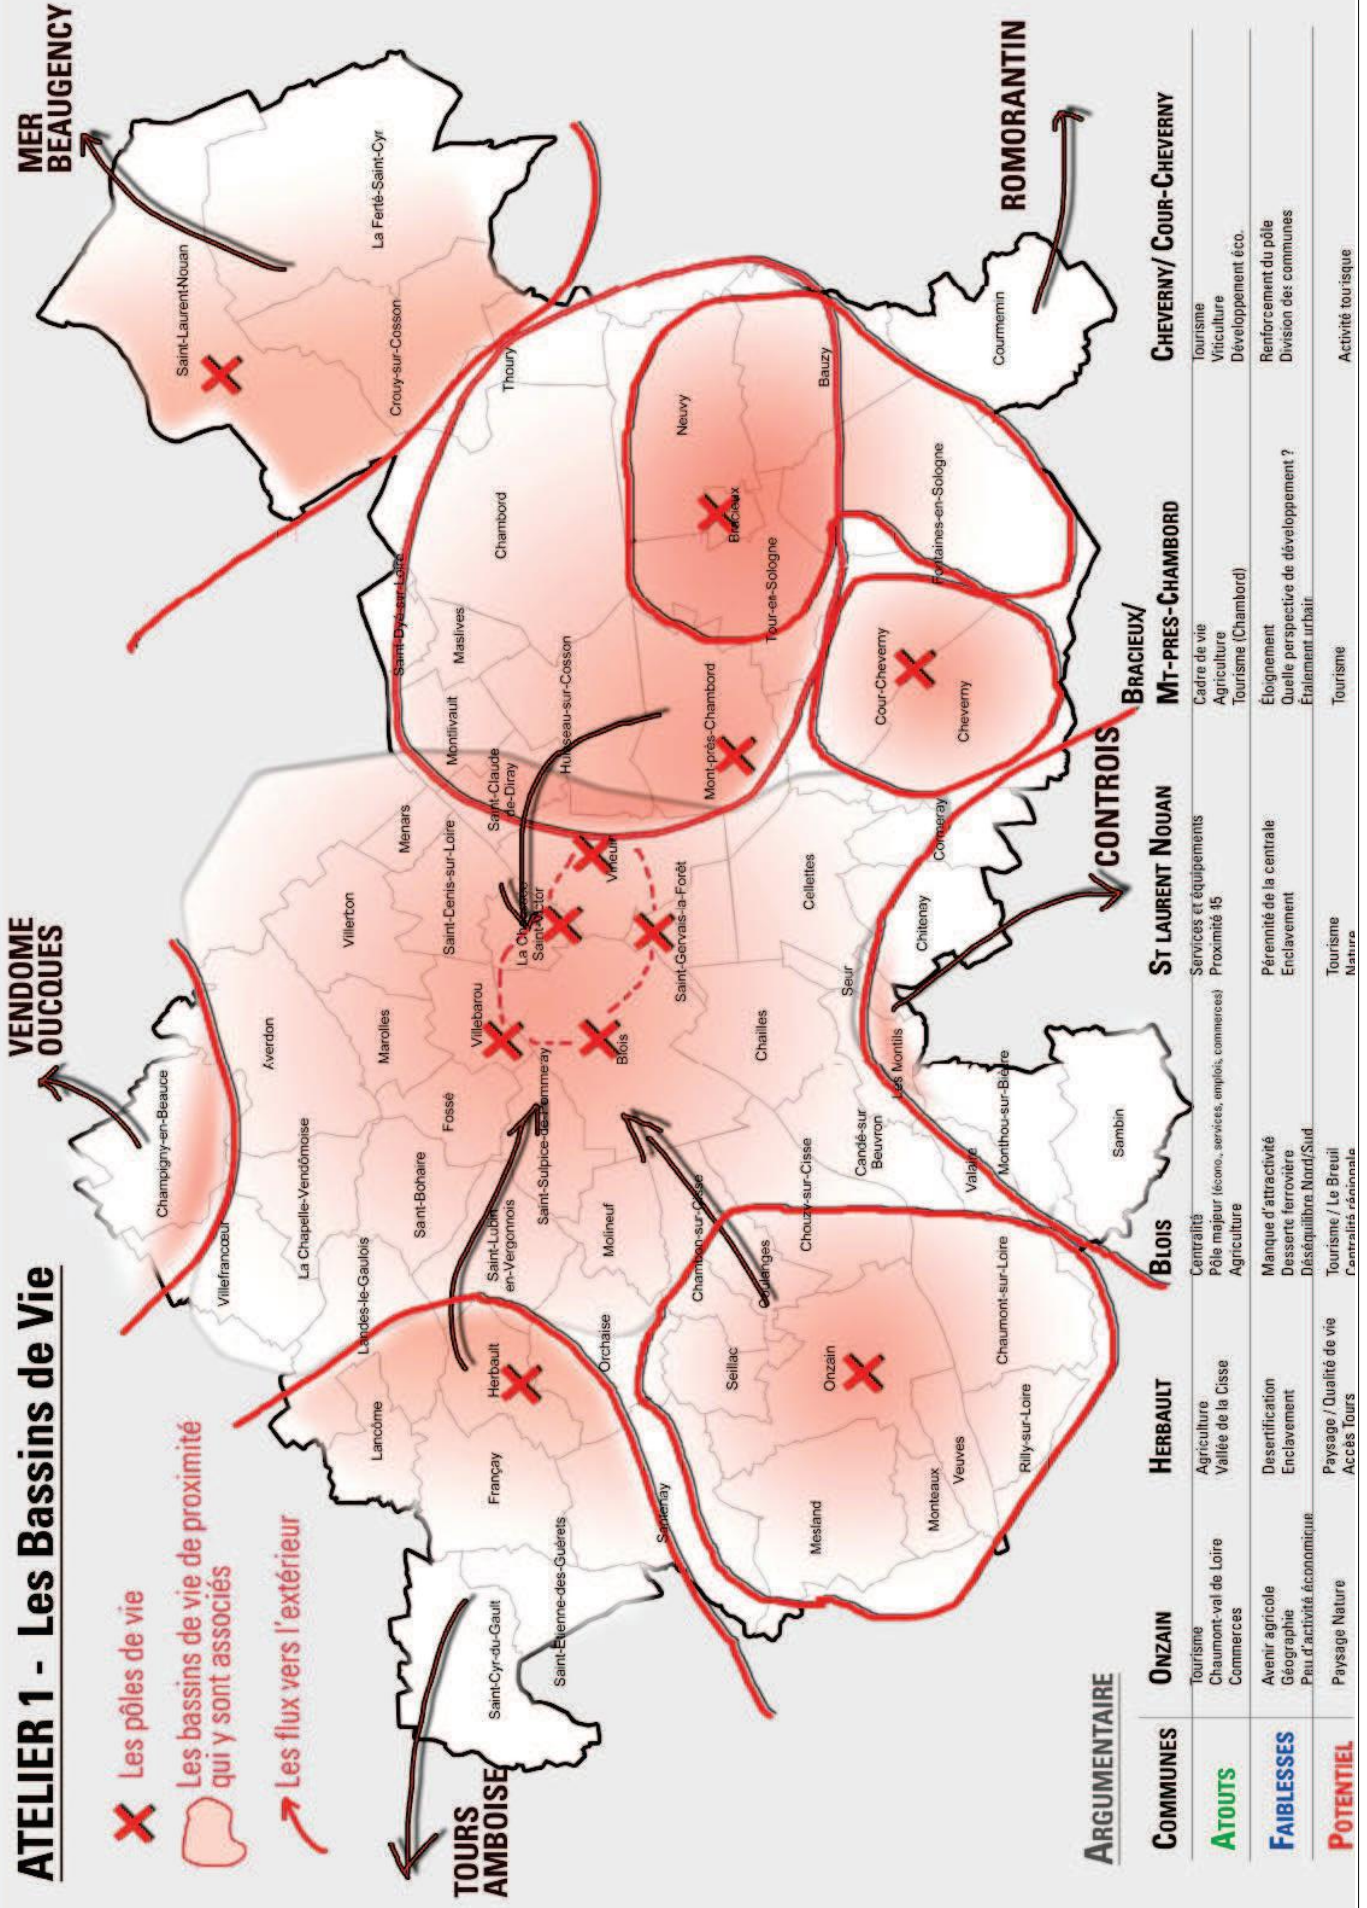 ATELIER 1 - Les Bassins de Vie
Les pôles de vie
Les bassins de vie de proximité
qui y sont associés
Les flux vers l'extérieur
VENDOME
OUCQUES
MER
BEAUGENCY
TOURS
AMBOISE
CONTROIS
ROMORANTIN
Champigny-en-Beauce
Villefrancœur
Averdon
La Chapelle-Vendômoise
Landes-le-Gaulois
Marolles
Villerbon
Menars
Lancôme
Saint-Bohaire
Fossé
Villebarou
Saint-Denis-sur-Loire
Montlivault
Maslives
Saint-Dyé-sur-Loire
Saint-Laurent-Nouan
La Ferté-Saint-Cyr
Crouy-sur-Cosson
Thoury
Chambord
Saint-Claude
de-Diray
Huisseau-sur-Cosson
Herbault
Françay
Saint-Cyr-du-Gault
Saint-Etienne-des-Guérets
Saint-Lubin
en-Vergonnois
Saint-Sulpice-de-Pommeray
Molineuf
Orchaise
Santenay
Blois
Saint-Victor
Vineuil
Saint-Gervais-la-Forêt
Mont-près-Chambord
Neuvy
Bracieux
Tour-en-Sologne
Bauzy
Fontaines-en-Sologne
Courmemin
Cour-Cheverny
Cheverny
Cormeray
Cellettes
Chitenay
Seur
Chailles
Les Montils
Candé-sur
Beuvron
Chouzy-sur-Cisse
Chambon-sur-Cisse
Coulanges
Seillac
Onzain
Mesland
Monteaux
Veuves
Rilly-sur-Loire
Chaumont-sur-Loire
Valaire
Monthou-sur-Bièvre
Sambin
ARGUMENTAIRE
COMMUNES
ATOUTS
FAIBLESSES
POTENTIEL
ONZAIN
Tourisme
Chaumont-val de Loire
Commerces
Avenir agricole
Géographie
Peu d'activité économique
Paysage Nature
HERBAULT
Agriculture
Vallée de la Cisse
Desertification
Enclavement
Paysage / Qualité de vie
Accès Tours
BLOIS
Centralité
Pôle majeur (écono., services, emplois, commerces)
Agriculture
Manque d'attractivité
Desserte ferrovière
Déséquilibre Nord/Sud
Tourisme / Le Breuil
Centralité régionale
ST LAURENT NOUAN
Services et équipements
Proximité 45
Pérennité de la centrale
Enclavement
Tourisme
Nature
BRACIEUX/
MT-PRES-CHAMBORD
Cadre de vie
Agriculture
Tourisme (Chambord)
Éloignement
Quelle perspective de développement ?
Étalement urbain
Tourisme
CHEVERNY/ COUR-CHEVERNY
Tourisme
Viticulture
Développement éco.
Renforcement du pôle
Division des communes
Activité touristique